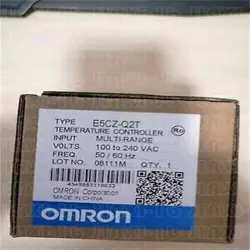 TYPE E5CZ-Q2T
TEMPERATURE CONTROLLER
INPUT MULTI-RANGE
VOLTS. 100 to 240 VAC
FREQ. 50 / 60 Hz
LOT No. 08111M QTY. 1
OMRON Corporation
MADE IN CHINA
OMRON